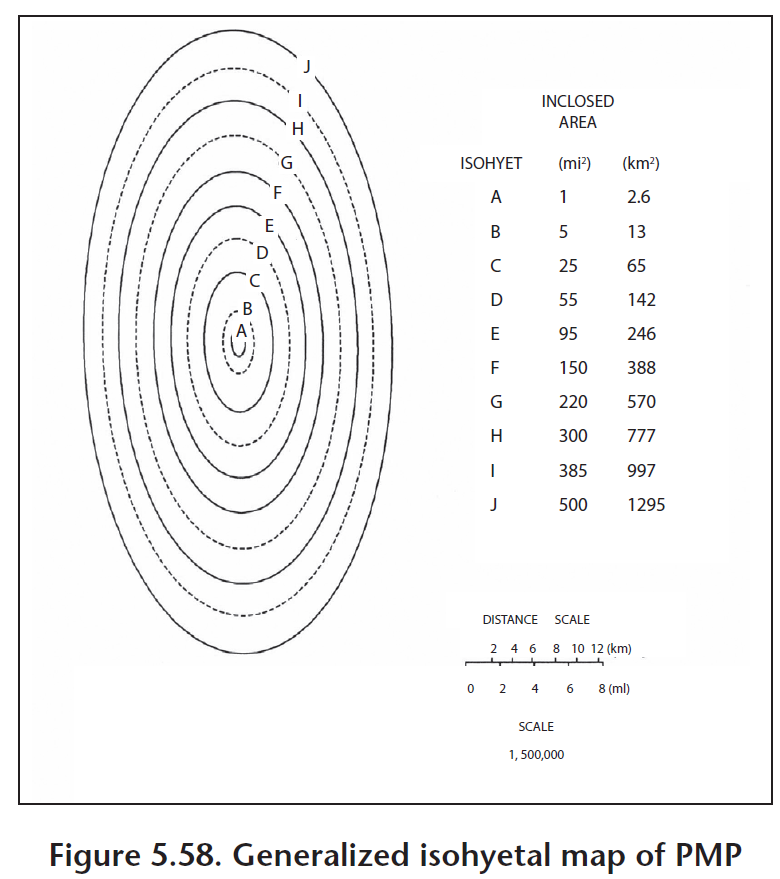 J
I
H
G
F
E
D
C
B
A
INCLOSED
AREA
ISOHYET (mi²) (km²)
A 1 2.6
B 5 13
C 25 65
D 55 142
E 95 246
F 150 388
G 220 570
H 300 777
I 385 997
J 500 1295
DISTANCE SCALE
2 4 6 8 10 12 (km)
0 2 4 6 8 (ml)
SCALE
1, 500,000
Figure 5.58. Generalized isohyetal map of PMP